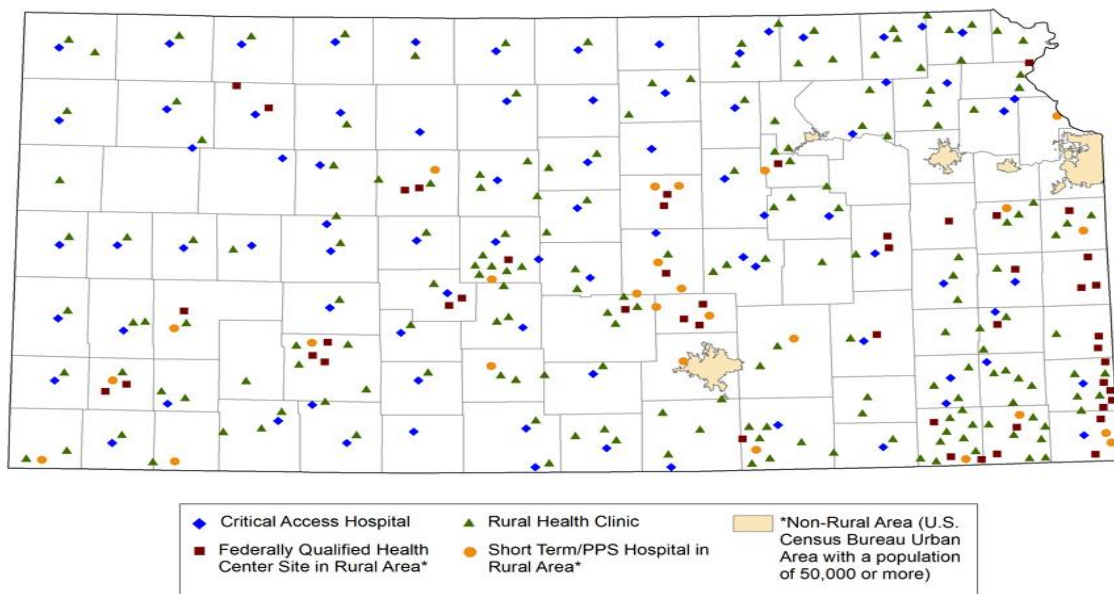 Critical Access Hospital
Federally Qualified Health
Center Site in Rural Area*
Rural Health Clinic
Short Term/PPS Hospital in
Rural Area*
*Non-Rural Area (U.S.
Census Bureau Urban
Area with a population
of 50,000 or more)